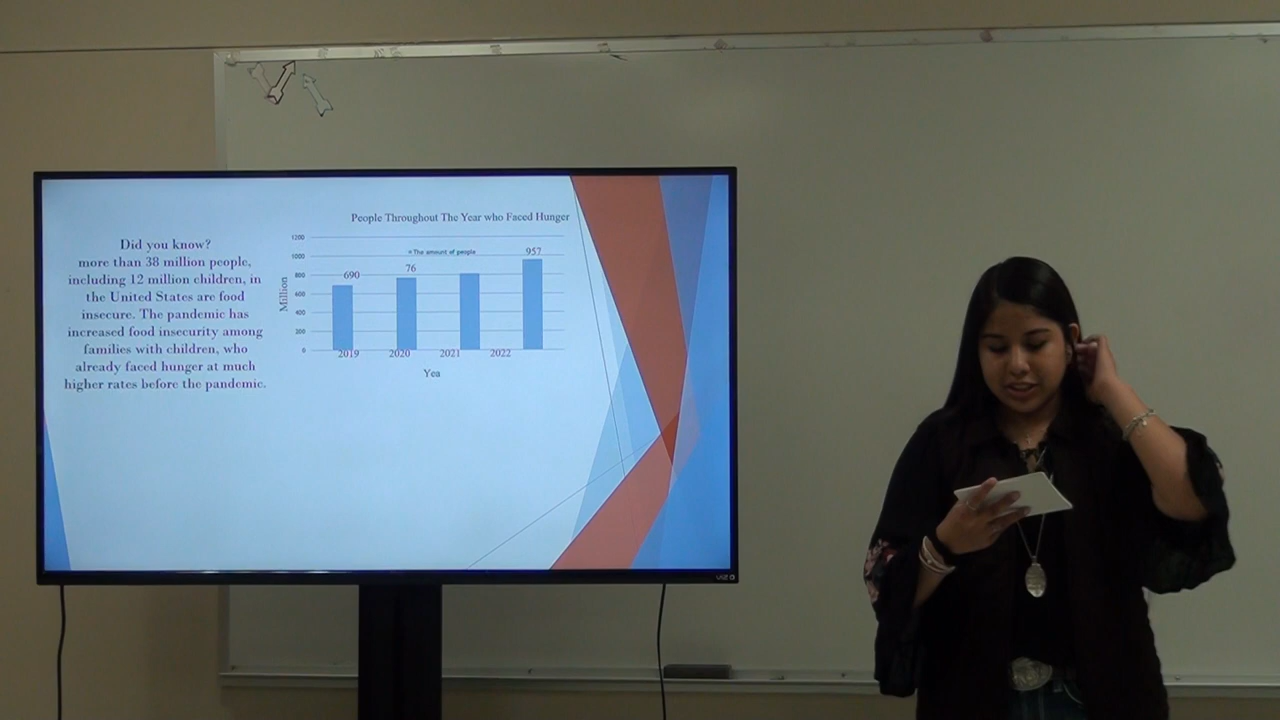 Did you know?
more than 38 million people,
including 12 million children, in
the United States are food
insecure. The pandemic has
increased food insecurity among
families with children, who
already faced hunger at much
higher rates before the pandemic.
People Throughout The Year who Faced Hunger
1200
1000
800
600
400
200
0
The amount of people
690
76
957
Million
2019 2020 2021 2022
Yea
VIZIO